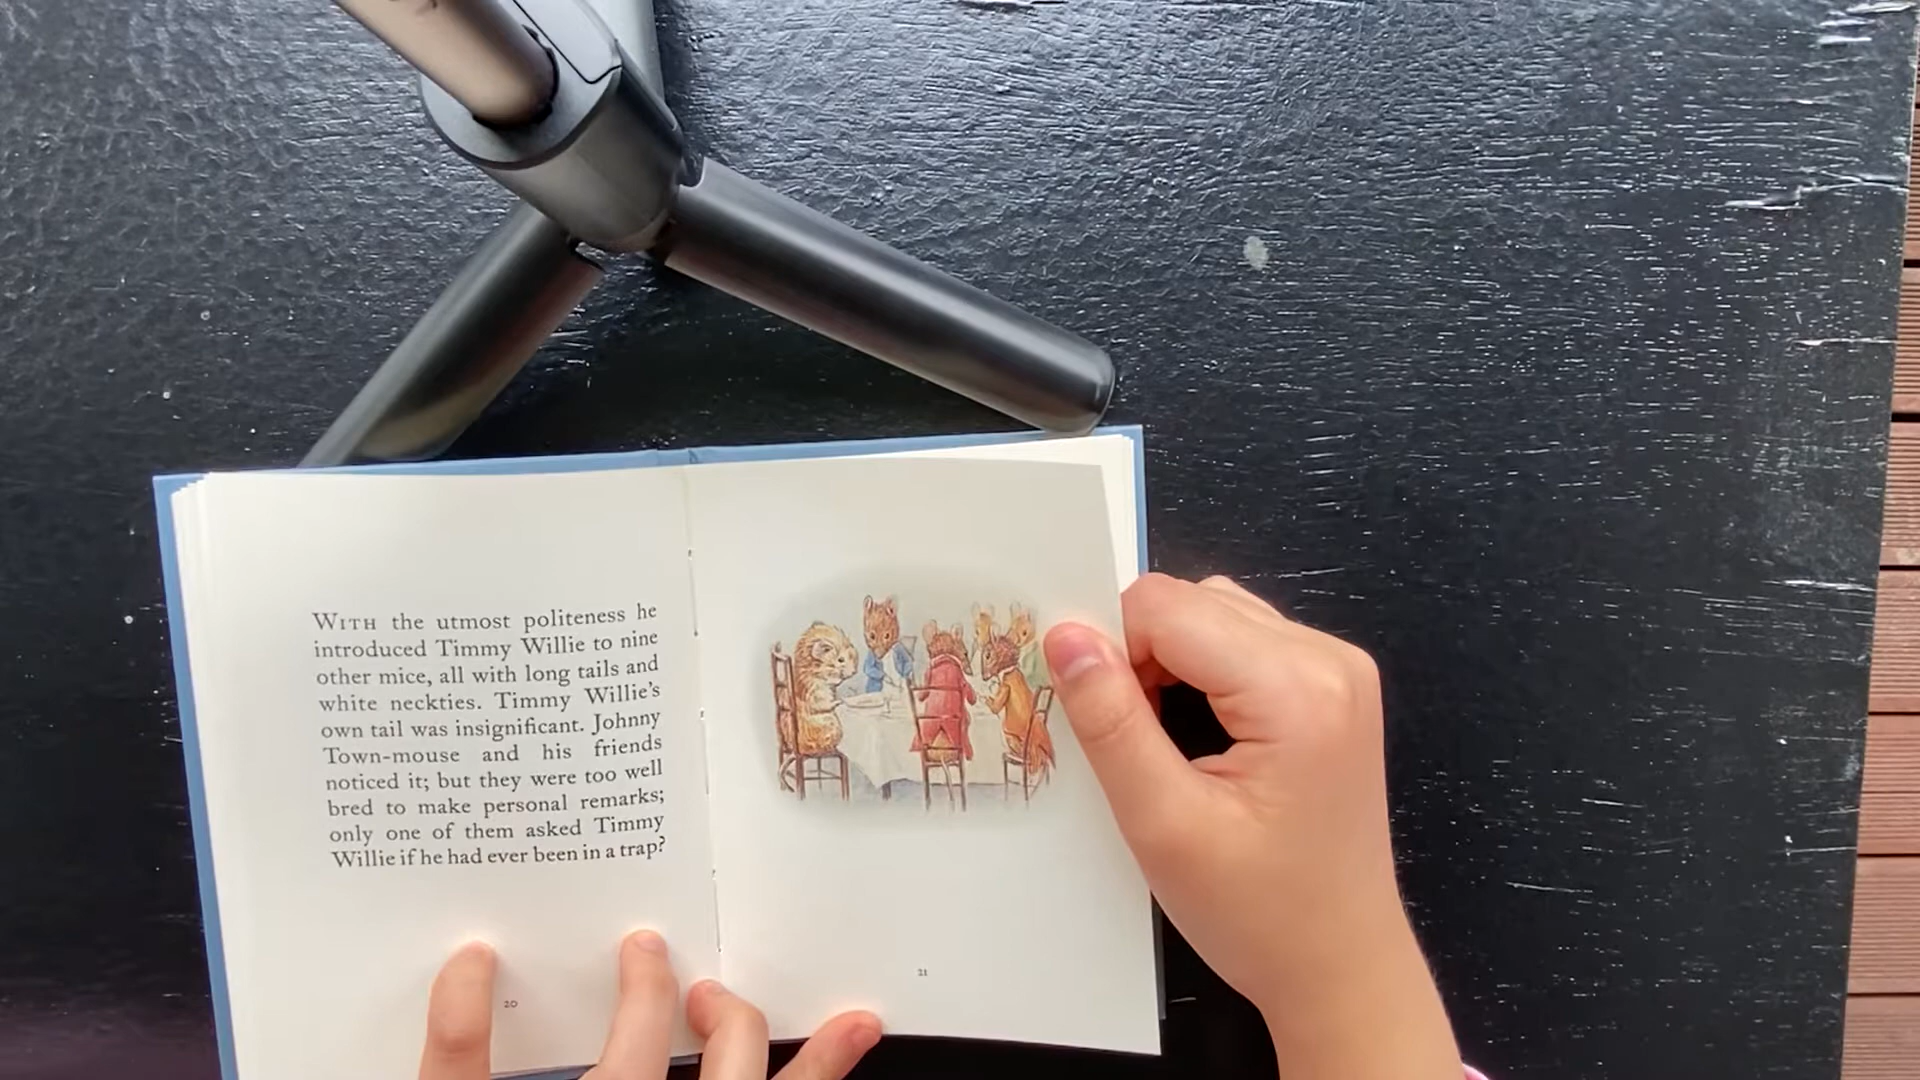 WITH the utmost politeness he
introduced Timmy Willie to nine
other mice, all with long tails and
white neckties. Timmy Willie's
own tail was insignificant. Johnny
Town-mouse and his friends
noticed it; but they were too well
bred to make personal remarks;
only one of them asked Timmy
Willie if he had ever been in a trap?
20
21